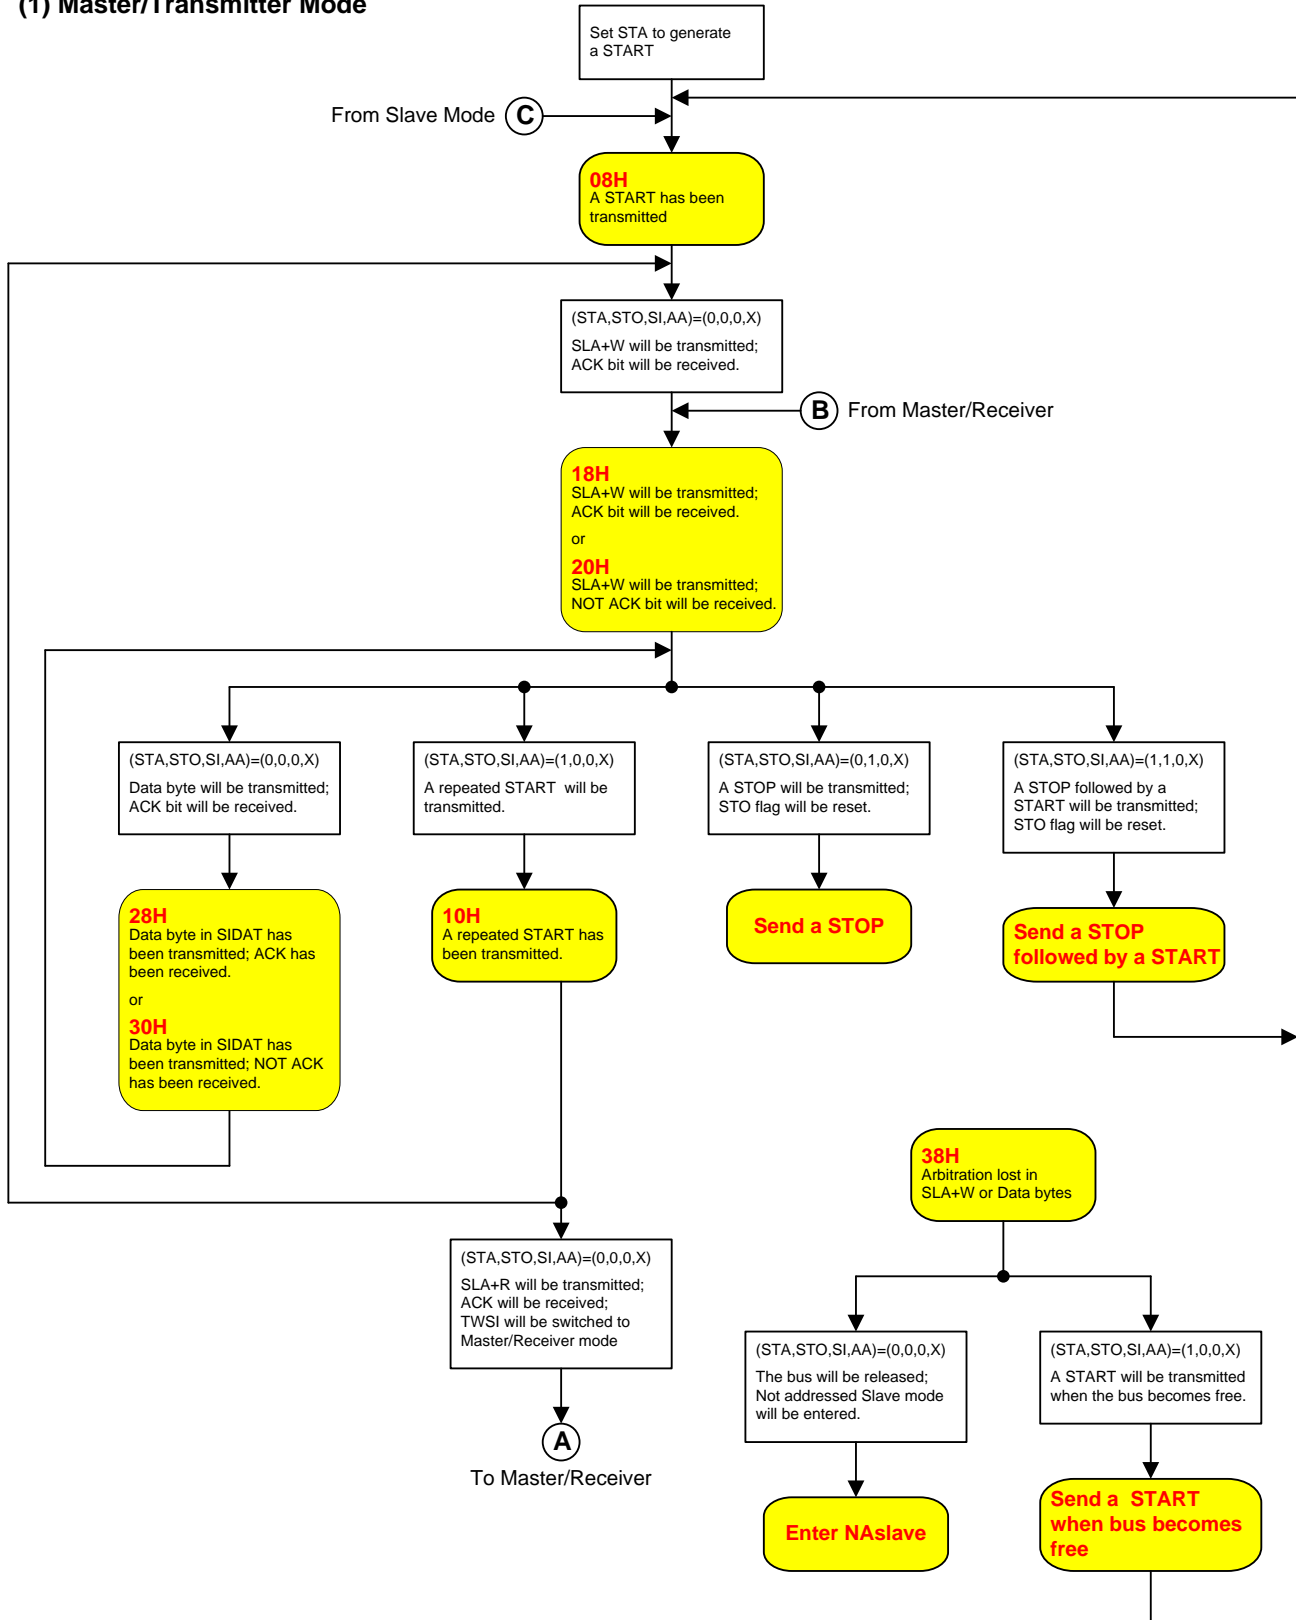 (1) Master/Transmitter Mode
Set STA to generate
a START
From Slave Mode
C
08H
A START has been
transmitted
(STA,STO,SI,AA)=(0,0,0,X)
SLA+W will be transmitted;
ACK bit will be received.
B
From Master/Receiver
18H
SLA+W will be transmitted;
ACK bit will be received.
or
20H
SLA+W will be transmitted;
NOT ACK bit will be received.
(STA,STO,SI,AA)=(0,0,0,X)
Data byte will be transmitted;
ACK bit will be received.
(STA,STO,SI,AA)=(1,0,0,X)
A repeated START will be
transmitted.
(STA,STO,SI,AA)=(0,1,0,X)
A STOP will be transmitted;
STO flag will be reset.
(STA,STO,SI,AA)=(1,1,0,X)
A STOP followed by a
START will be transmitted;
STO flag will be reset.
28H
Data byte in SIDAT has
been transmitted; ACK has
been received.
or
30H
Data byte in SIDAT has
been transmitted; NOT ACK
has been received.
10H
A repeated START has
been transmitted.
Send a STOP
Send a STOP
followed by a START
38H
Arbitration lost in
SLA+W or Data bytes
(STA,STO,SI,AA)=(0,0,0,X)
SLA+R will be transmitted;
ACK will be received;
TWSI will be switched to
Master/Receiver mode
A
To Master/Receiver
(STA,STO,SI,AA)=(0,0,0,X)
The bus will be released;
Not addressed Slave mode
will be entered.
(STA,STO,SI,AA)=(1,0,0,X)
A START will be transmitted
when the bus becomes free.
Enter NAslave
Send a START
when bus becomes
free